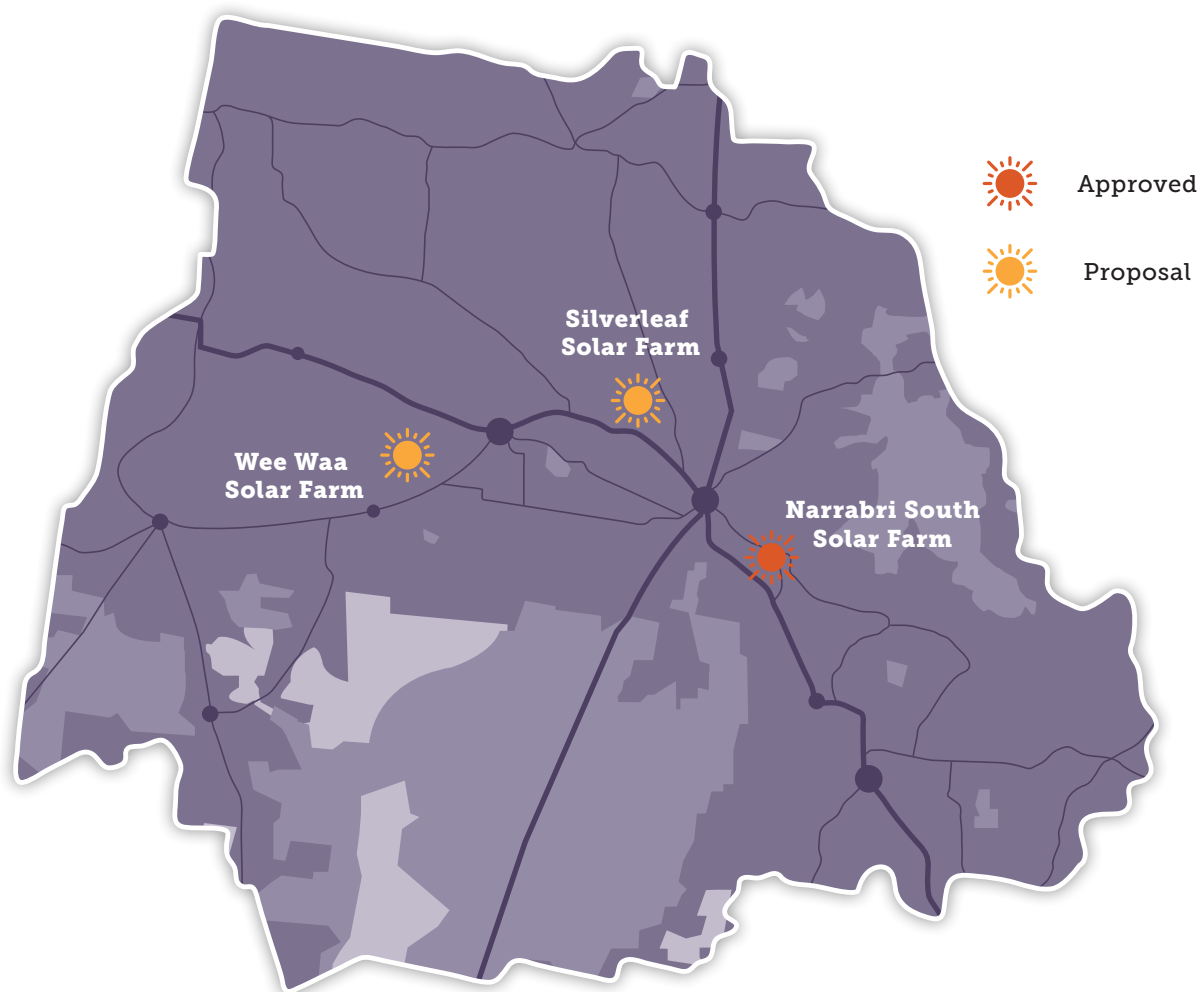 Approved
Proposal
Silverleaf
Solar Farm
Wee Waa
Solar Farm
Narrabri South
Solar Farm